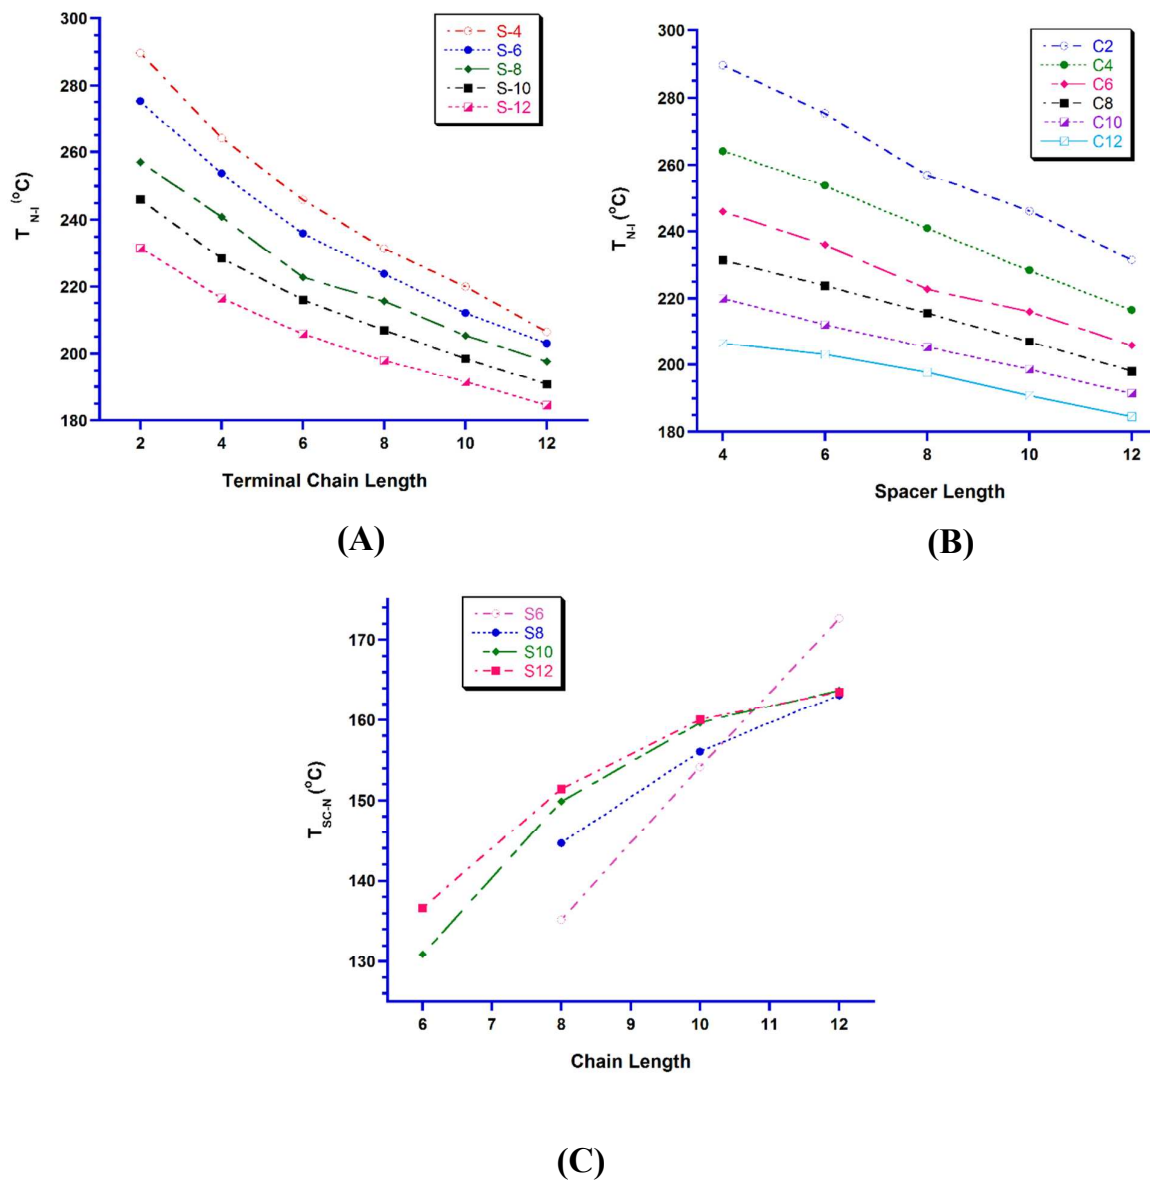 300
280
260
240
220
200
180
T N-I (°C)
S-4
S-6
S-8
S-10
S-12
2 4 6 8 10 12
Terminal Chain Length
(A)
300
280
260
240
220
200
180
T N-I (°C)
C2
C4
C6
C8
C10
C12
4 6 8 10 12
Spacer Length
(B)
170
160
150
140
130
T SC-N (°C)
S6
S8
S10
S12
6 7 8 9 10 11 12
Chain Length
(C)